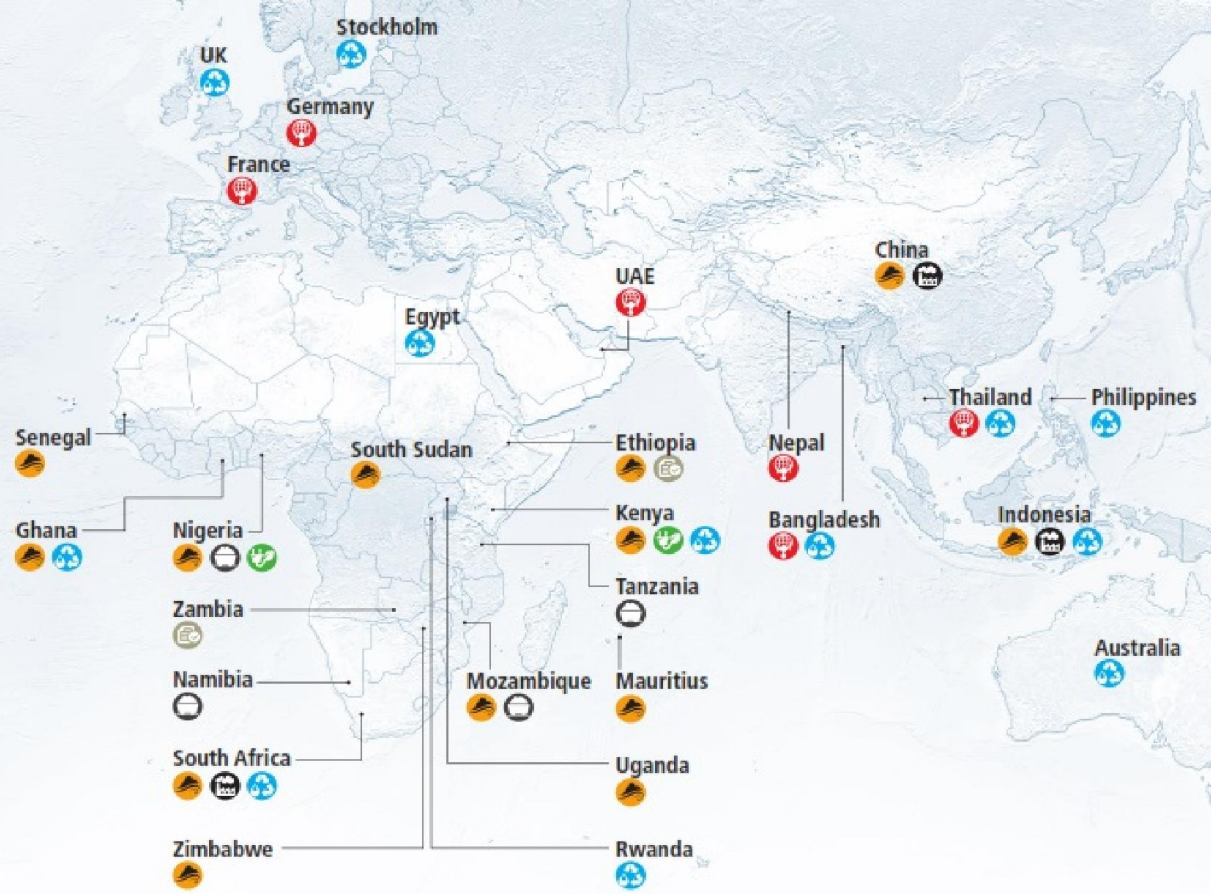 Stockholm
UK
Germany
France
China
UAE
Egypt
Thailand
Philippines
Senegal
South Sudan
Ethiopia
Nepal
Ghana
Nigeria
Kenya
Bangladesh
Indonesia
Tanzania
Zambia
Australia
Namibia
Mozambique
Mauritius
South Africa
Uganda
Zimbabwe
Rwanda